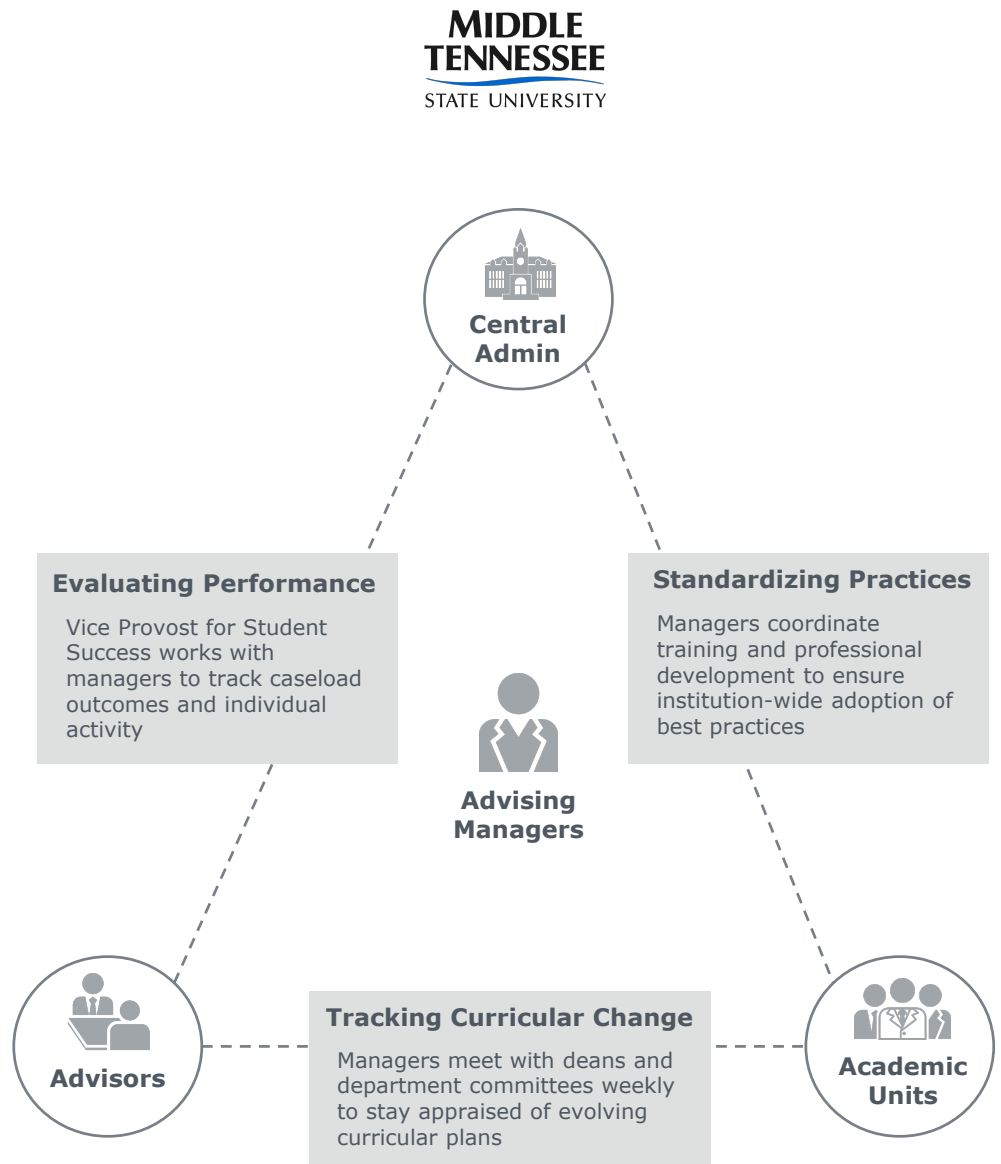 MIDDLE
TENNESSEE
STATE UNIVERSITY
Central
Admin
Evaluating Performance
Vice Provost for Student
Success works with
managers to track caseload
outcomes and individual
activity
Standardizing Practices
Managers coordinate
training and professional
development to ensure
institution-wide adoption of
best practices
Advising
Managers
Advisors
Tracking Curricular Change
Managers meet with deans and
department committees weekly
to stay appraised of evolving
curricular plans
Academic
Units